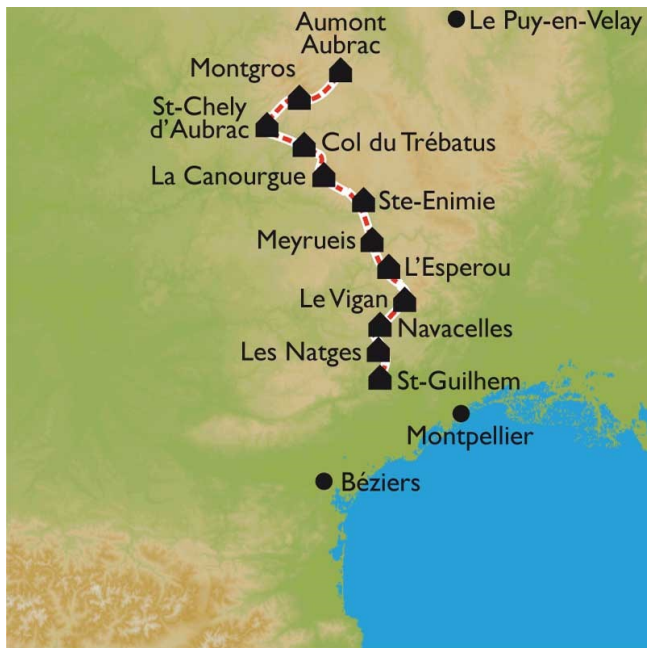 Aumont
Aubrac
Le Puy-en-Velay
Montgros
St-Chely
d'Aubrac
Col du Trébatus
La Canourgue
Ste-Enimie
Meyrueis
L'Esperou
Le Vigan
Navacelles
Les Natges
St-Guilhem
Montpellier
Béziers